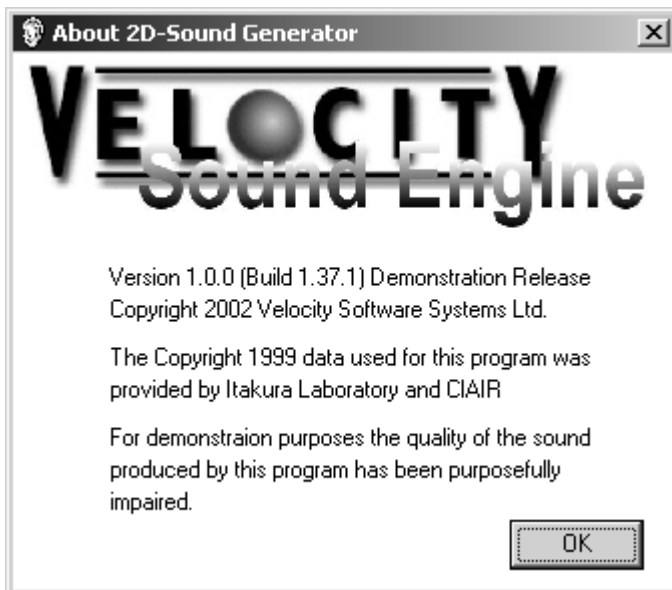 About 2D-Sound Generator
VELOCITY
Sound Engine
Version 1.0.0 (Build 1.37.1) Demonstration Release
Copyright 2002 Velocity Software Systems Ltd.
The Copyright 1999 data used for this program was
provided by Itakura Laboratory and CIAIR
For demonstraion purposes the quality of the sound
produced by this program has been purposefully
impaired.
OK